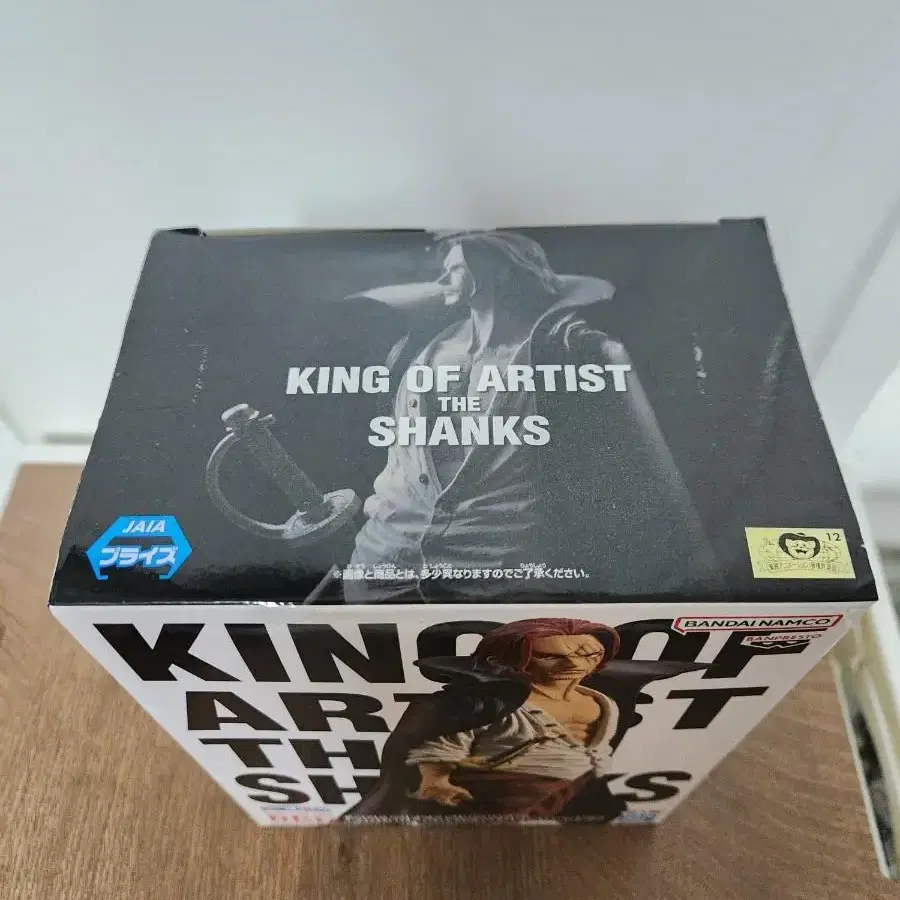 KING OF ARTIST
THE
SHANKS
JAIA
プライズ
※画像と商品とは、多少異なりますのでご了承ください。
12
BANDAI NAMCO
BANPRESTO
KING OF
ARTIST
THE
SHANKS